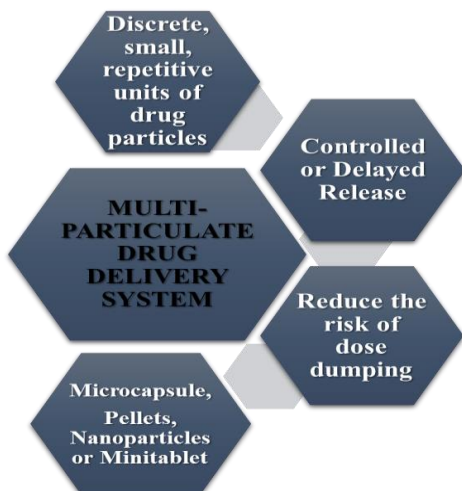 Discrete,
small,
repetitive
units of
drug
particles
Controlled
or Delayed
Release
MULTI-
PARTICULATE
DRUG
DELIVERY
SYSTEM
Reduce the
risk of
dose
dumping
Microcapsule,
Pellets,
Nanoparticles
or Minitablet